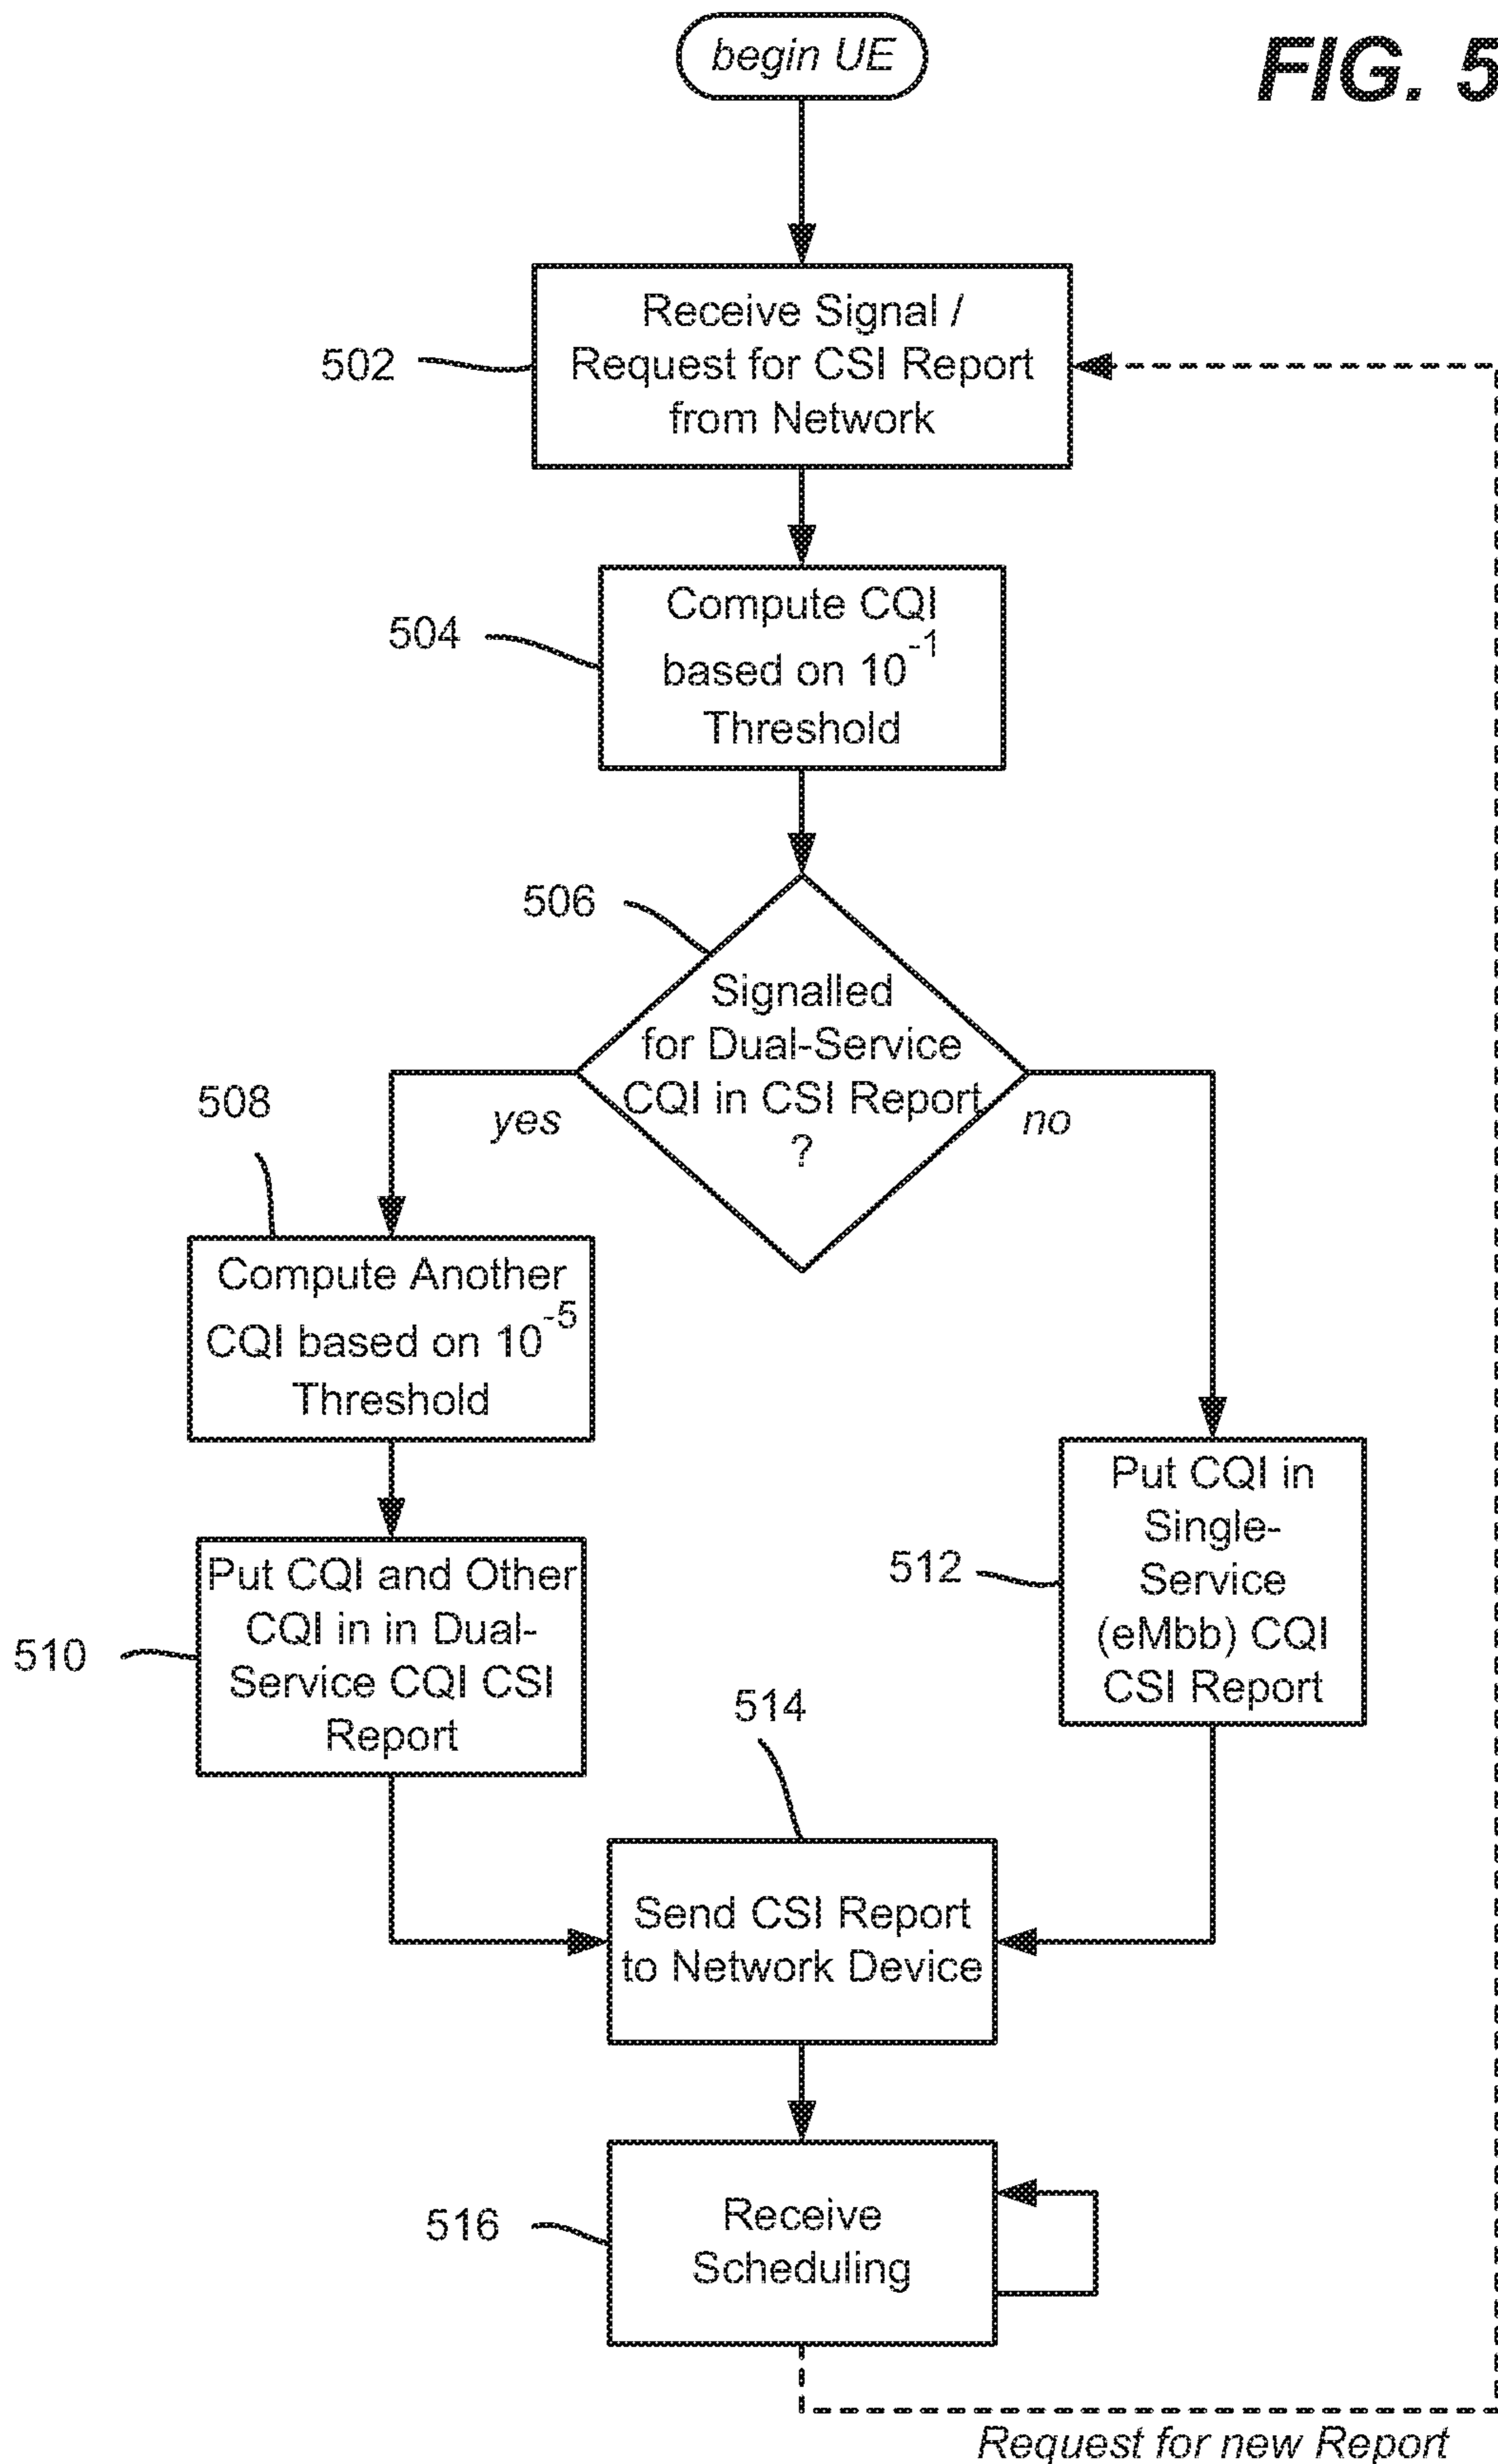 begin UE
FIG. 5
502
Receive Signal /
Request for CSI Report
from Network
504
Compute CQI
based on 10⁻¹
Threshold
506
Signalled
for Dual-Service
CQI in CSI Report
?
yes
no
508
Compute Another
CQI based on 10⁻⁵
Threshold
510
Put CQI and Other
CQI in in Dual-
Service CQI CSI
Report
512
Put CQI in
Single-
Service
(eMbb) CQI
CSI Report
514
Send CSI Report
to Network Device
516
Receive
Scheduling
Request for new Report